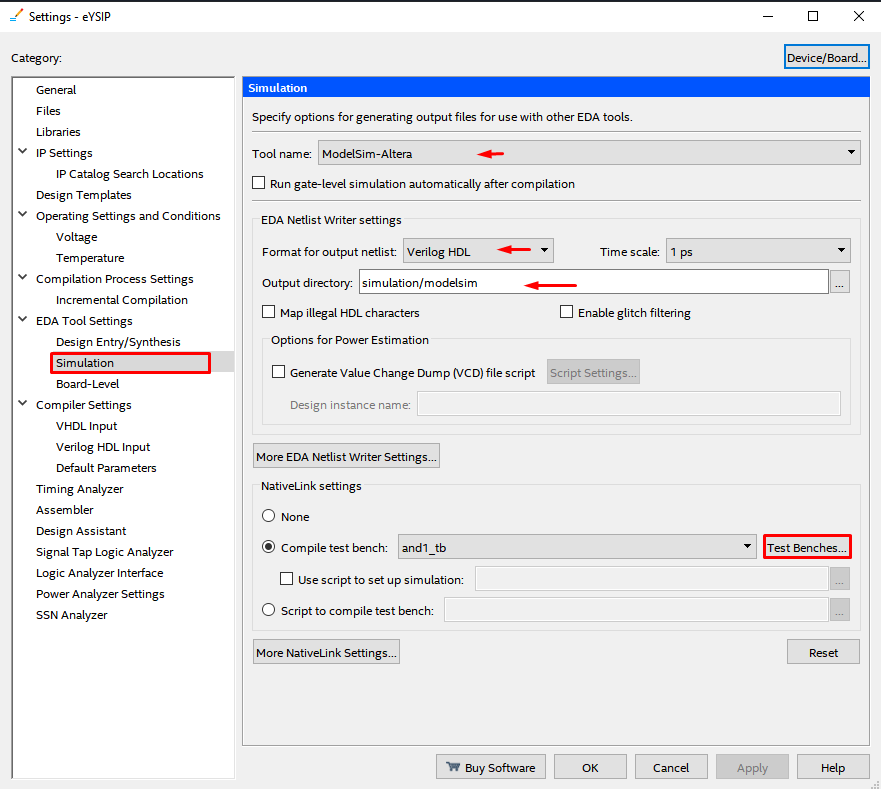 Settings - eYSIP
Category:
Device/Board...
General
Files
Libraries
IP Settings
IP Catalog Search Locations
Design Templates
Operating Settings and Conditions
Voltage
Temperature
Compilation Process Settings
Incremental Compilation
EDA Tool Settings
Design Entry/Synthesis
Simulation
Board-Level
Compiler Settings
VHDL Input
Verilog HDL Input
Default Parameters
Timing Analyzer
Assembler
Design Assistant
Signal Tap Logic Analyzer
Logic Analyzer Interface
Power Analyzer Settings
SSN Analyzer
Simulation
Specify options for generating output files for use with other EDA tools.
Tool name: ModelSim-Altera
Run gate-level simulation automatically after compilation
EDA Netlist Writer settings
Format for output netlist: Verilog HDL Time scale: 1 ps
Output directory: simulation/modelsim ...
Map illegal HDL characters Enable glitch filtering
Options for Power Estimation
Generate Value Change Dump (VCD) file script Script Settings...
Design instance name:
More EDA Netlist Writer Settings...
NativeLink settings
None
Compile test bench: and1_tb Test Benches...
Use script to set up simulation: ...
Script to compile test bench: ...
More NativeLink Settings... Reset
Buy Software OK Cancel Apply Help